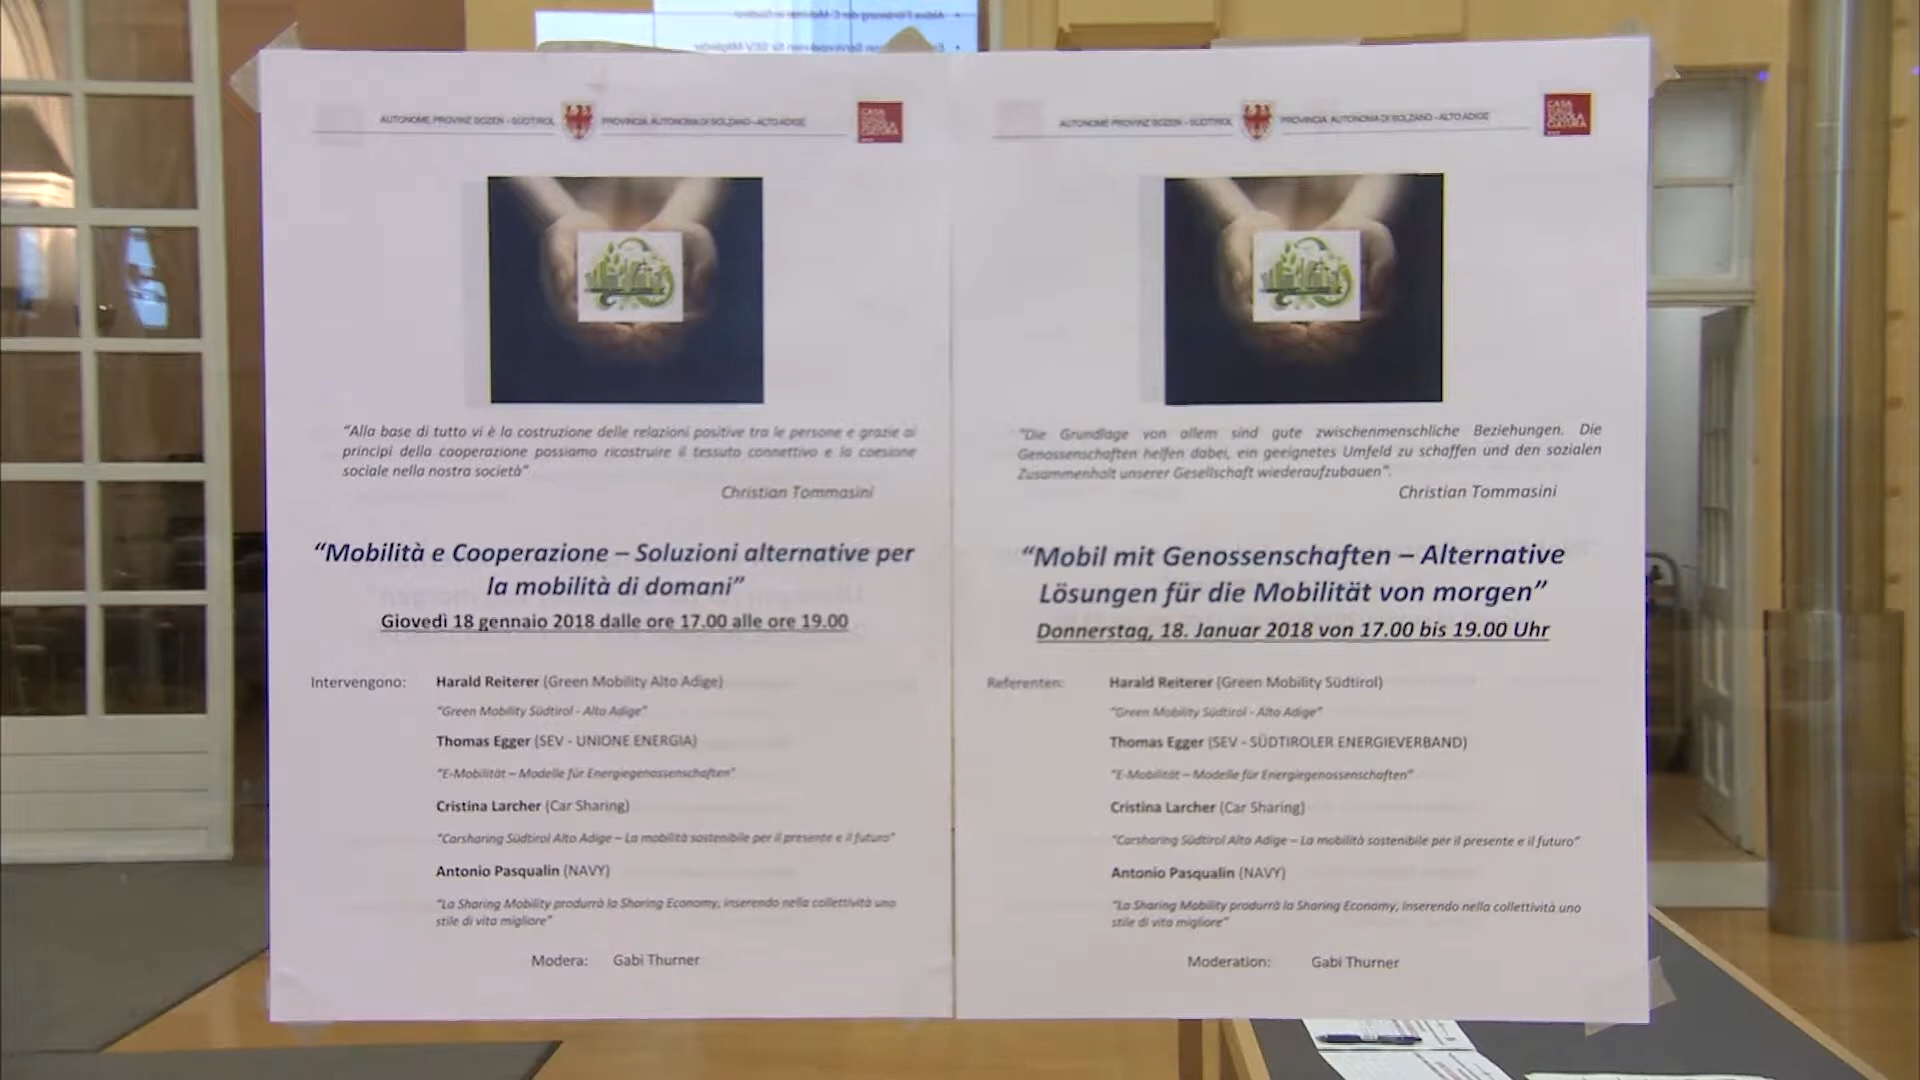 AUTONOME PROVINZ BOZEN - SÜDTIROL
PROVINCIA AUTONOMA DI BOLZANO - ALTO ADIGE
CASA
SCUOLA
CULTURA
"Alla base di tutto vi è la costruzione delle relazioni positive tra le persone e grazie ai
principi della cooperazione possiamo ricostruire il tessuto connettivo e la coesione
sociale nella nostra società"
Christian Tommasini
"Mobilità e Cooperazione – Soluzioni alternative per
la mobilità di domani"
Giovedì 18 gennaio 2018 dalle ore 17.00 alle ore 19.00
Intervengono: Harald Reiterer (Green Mobility Alto Adige)
"Green Mobility Südtirol - Alto Adige"
Thomas Egger (SEV - UNIONE ENERGIA)
"E-Mobilität – Modelle für Energiegenossenschaften"
Cristina Larcher (Car Sharing)
"Carsharing Südtirol Alto Adige – La mobilità sostenibile per il presente e il futuro"
Antonio Pasqualin (NAVY)
"La Sharing Mobility produrrà la Sharing Economy, inserendo nella collettività uno
stile di vita migliore"
Modera: Gabi Thurner
AUTONOME PROVINZ BOZEN - SÜDTIROL
PROVINCIA AUTONOMA DI BOLZANO - ALTO ADIGE
CASA
SCUOLA
CULTURA
"Die Grundlage von allem sind gute zwischenmenschliche Beziehungen. Die
Genossenschaften helfen dabei, ein geeignetes Umfeld zu schaffen und den sozialen
Zusammenhalt unserer Gesellschaft wiederaufzubauen".
Christian Tommasini
"Mobil mit Genossenschaften – Alternative
Lösungen für die Mobilität von morgen"
Donnerstag, 18. Januar 2018 von 17.00 bis 19.00 Uhr
Referenten: Harald Reiterer (Green Mobility Südtirol)
"Green Mobility Südtirol - Alto Adige"
Thomas Egger (SEV - SÜDTIROLER ENERGIEVERBAND)
"E-Mobilität – Modelle für Energiegenossenschaften"
Cristina Larcher (Car Sharing)
"Carsharing Südtirol Alto Adige – La mobilità sostenibile per il presente e il futuro"
Antonio Pasqualin (NAVY)
"La Sharing Mobility produrrà la Sharing Economy, inserendo nella collettività uno
stile di vita migliore"
Moderation: Gabi Thurner